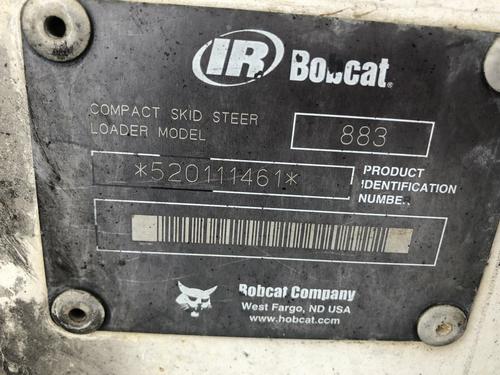 IR Bobcat®
COMPACT SKID STEER
LOADER MODEL
883
*520111461*
PRODUCT
IDENTIFICATION
NUMBER
Bobcat Company
West Fargo, ND USA
www.bobcat.com